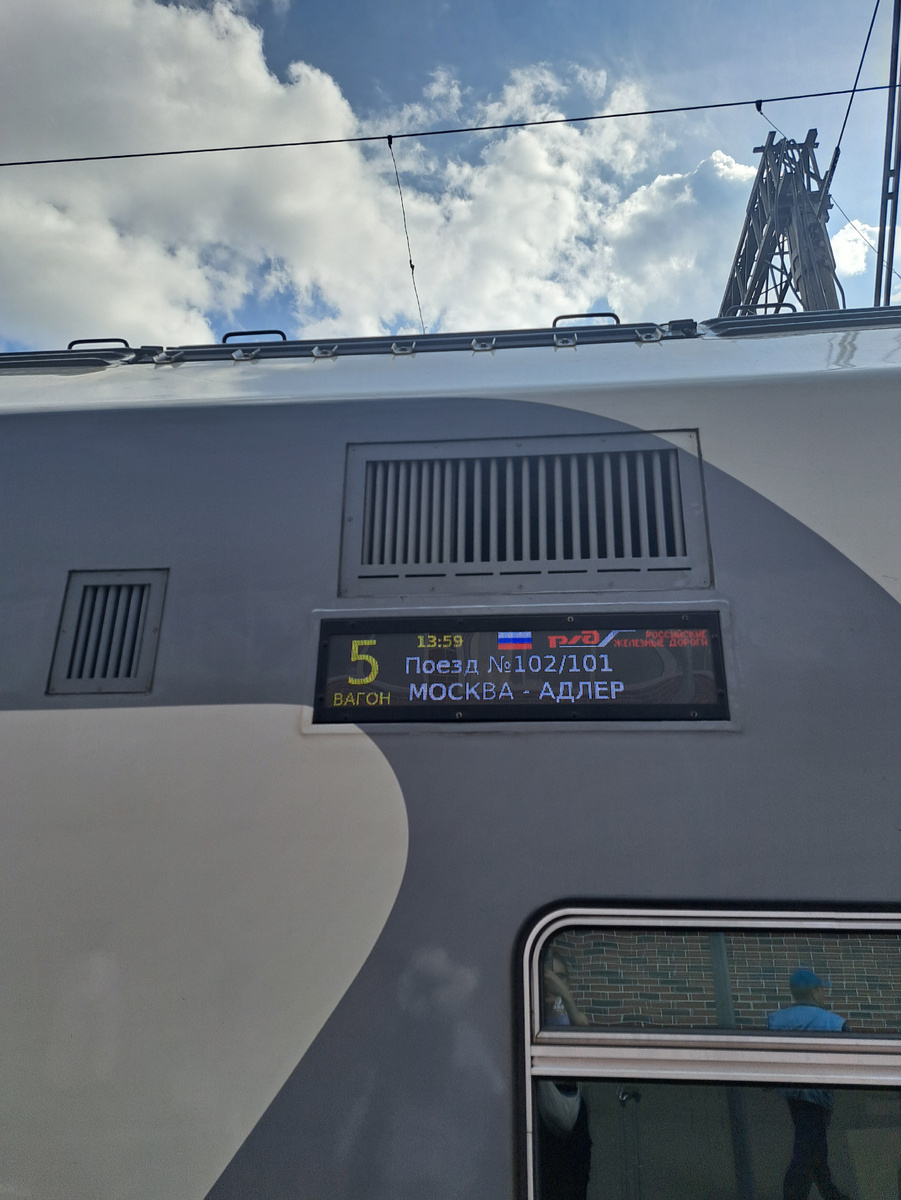 13:59 РЖД РОССИЙСКИЕ
ЖЕЛЕЗНЫЕ ДОРОГИ
5
ВАГОН
Поезд №102/101
МОСКВА - АДЛЕР